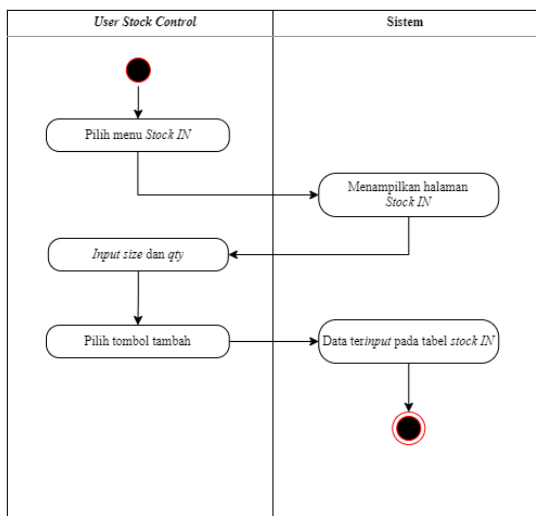 User Stock Control
Sistem
Pilih menu Stock IN
Menampilkan halaman
Stock IN
Input size dan qty
Pilih tombol tambah
Data terinput pada tabel stock IN